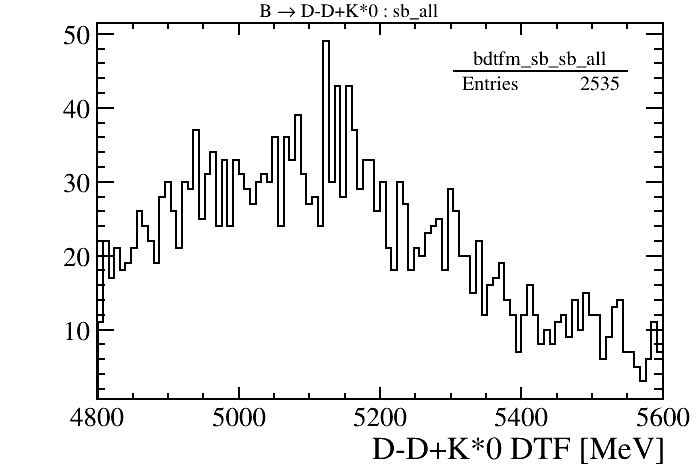 B → D-D+K*0 : sb_all
bdtfm_sb_sb_all
Entries 2535
50
40
30
20
10
4800 5000 5200 5400 5600
D-D+K*0 DTF [MeV]